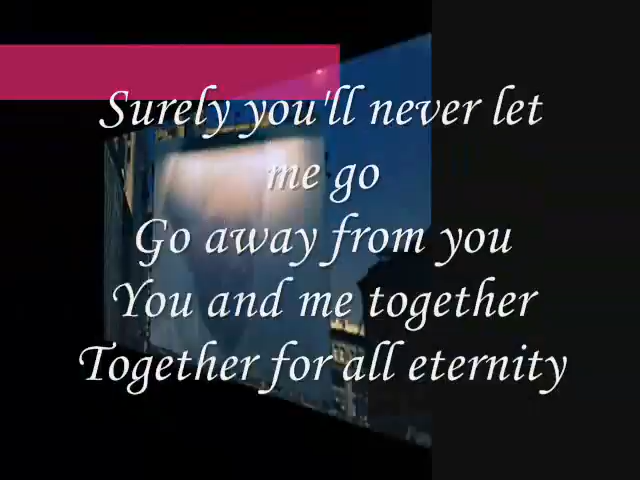 Surely you'll never let
me go
Go away from you
You and me together
Together for all eternity